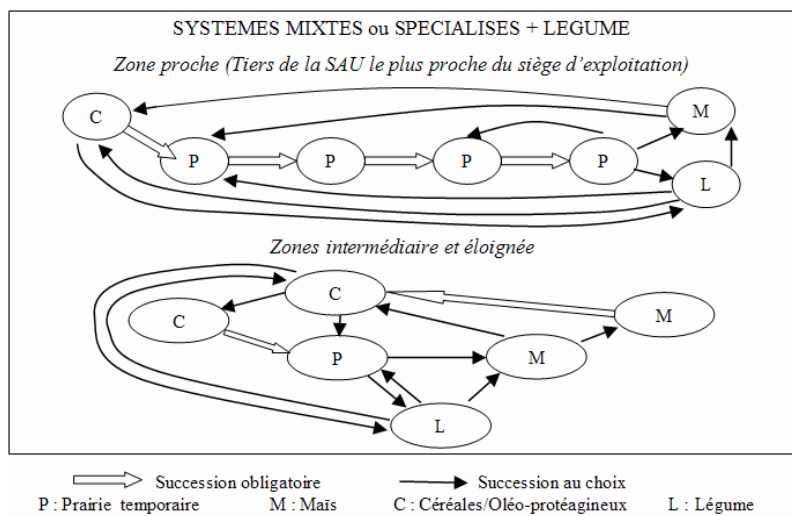 SYSTEMES MIXTES ou SPECIALISES + LEGUME
Zone proche (Tiers de la SAU le plus proche du siège d'exploitation)
C
M
P
P
P
P
L
Zones intermédiaire et éloignée
C
C
M
P
M
L
Succession obligatoire
Succession au choix
P : Prairie temporaire M : Maïs C : Céréales/Oléo-protéagineux L : Légume